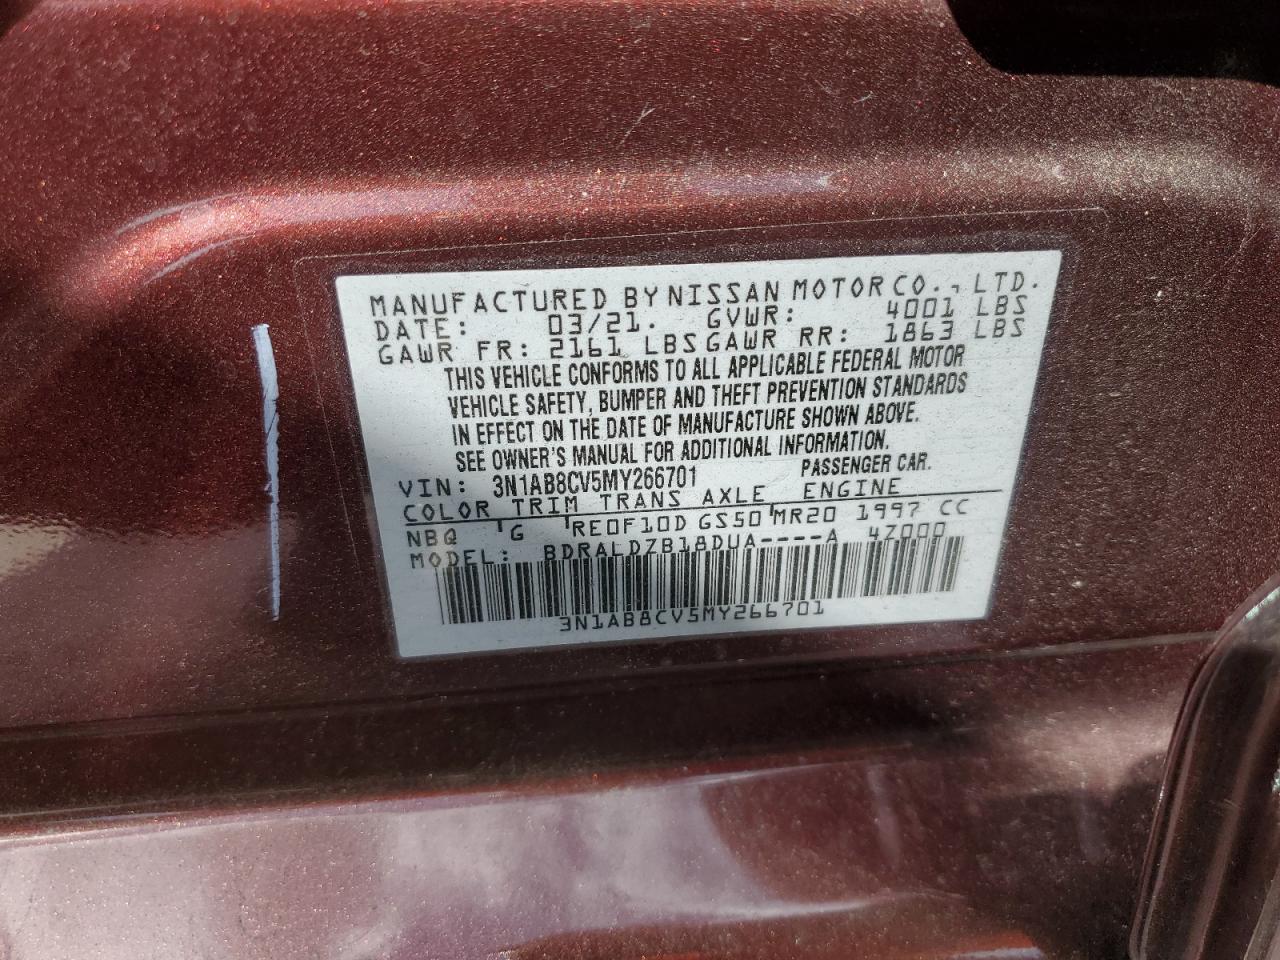 MANUFACTURED BY NISSAN MOTOR CO., LTD.
DATE: 03/21. GVWR: 4001 LBS
GAWR FR: 2161 LBS GAWR RR: 1863 LBS
THIS VEHICLE CONFORMS TO ALL APPLICABLE FEDERAL MOTOR
VEHICLE SAFETY, BUMPER AND THEFT PREVENTION STANDARDS
IN EFFECT ON THE DATE OF MANUFACTURE SHOWN ABOVE.
SEE OWNER'S MANUAL FOR ADDITIONAL INFORMATION.
VIN: 3N1AB8CV5MY266701 PASSENGER CAR.
COLOR TRIM TRANS AXLE ENGINE
NBQ G RE0F10D GS50 MR20 1997 CC
MODEL: BDRALDZB18DUA----A 4Z000
3N1AB8CV5MY266701